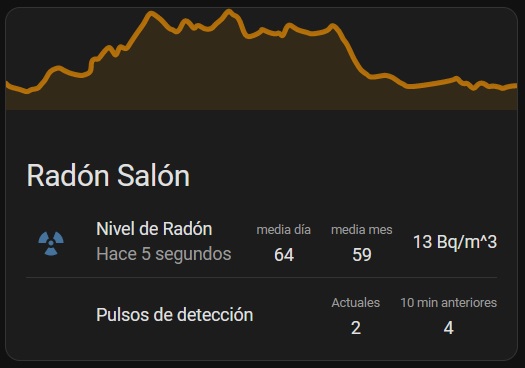 Radón Salón
Nivel de Radón
Hace 5 segundos
media día
64
media mes
59
13 Bq/m^3
Pulsos de detección
Actuales
2
10 min anteriores
4